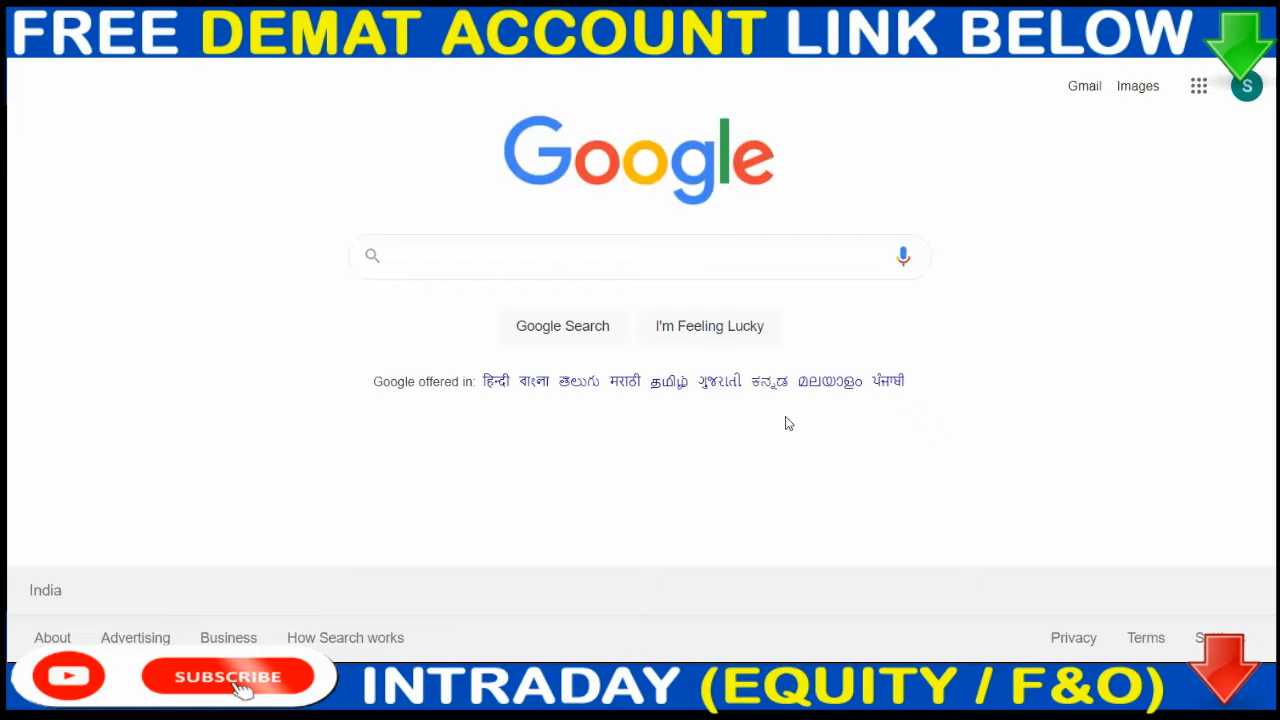 FREE DEMAT ACCOUNT LINK BELOW
Gmail Images
S
Google
Google Search I'm Feeling Lucky
Google offered in: हिन्दी বাংলা తెలుగు मराठी தமிழ் ગુજરાતી ಕನ್ನಡ മലയാളം ਪੰਜਾਬੀ
India
About Advertising Business How Search works Privacy Terms
SUBSCRIBE
INTRADAY (EQUITY / F&O)